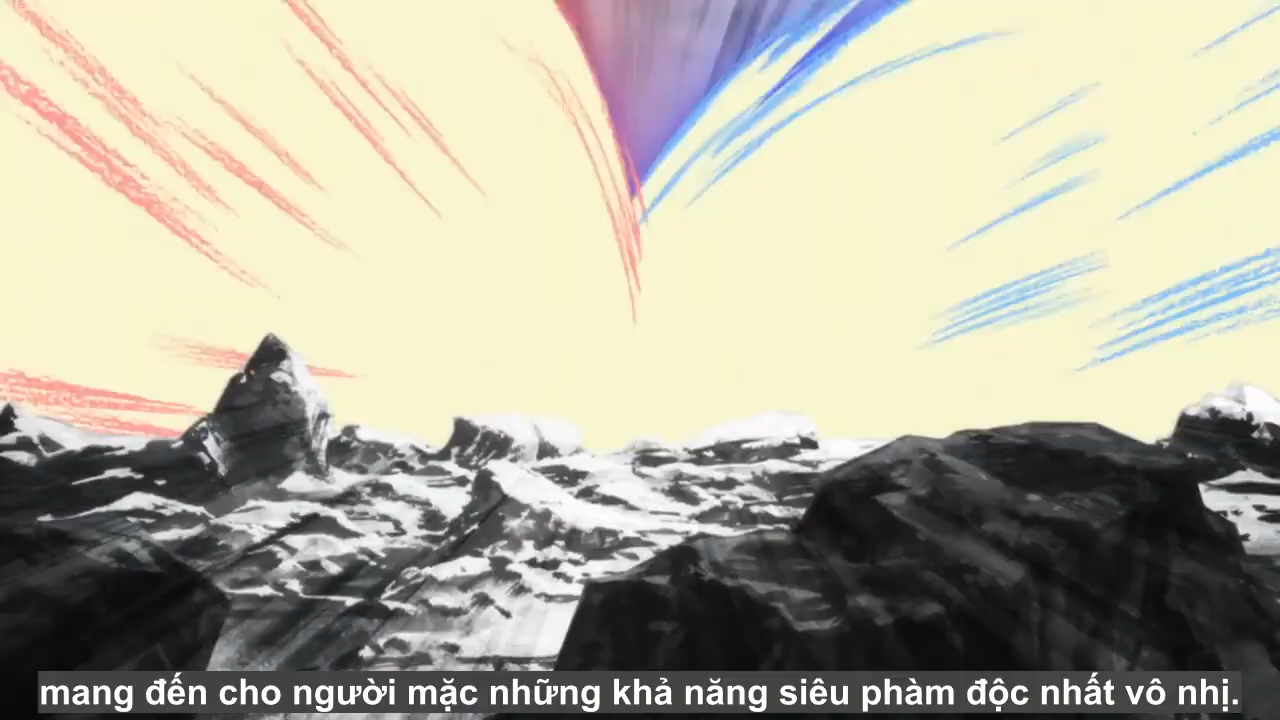 mang đến cho người mặc những khả năng siêu phàm độc nhất vô nhị.